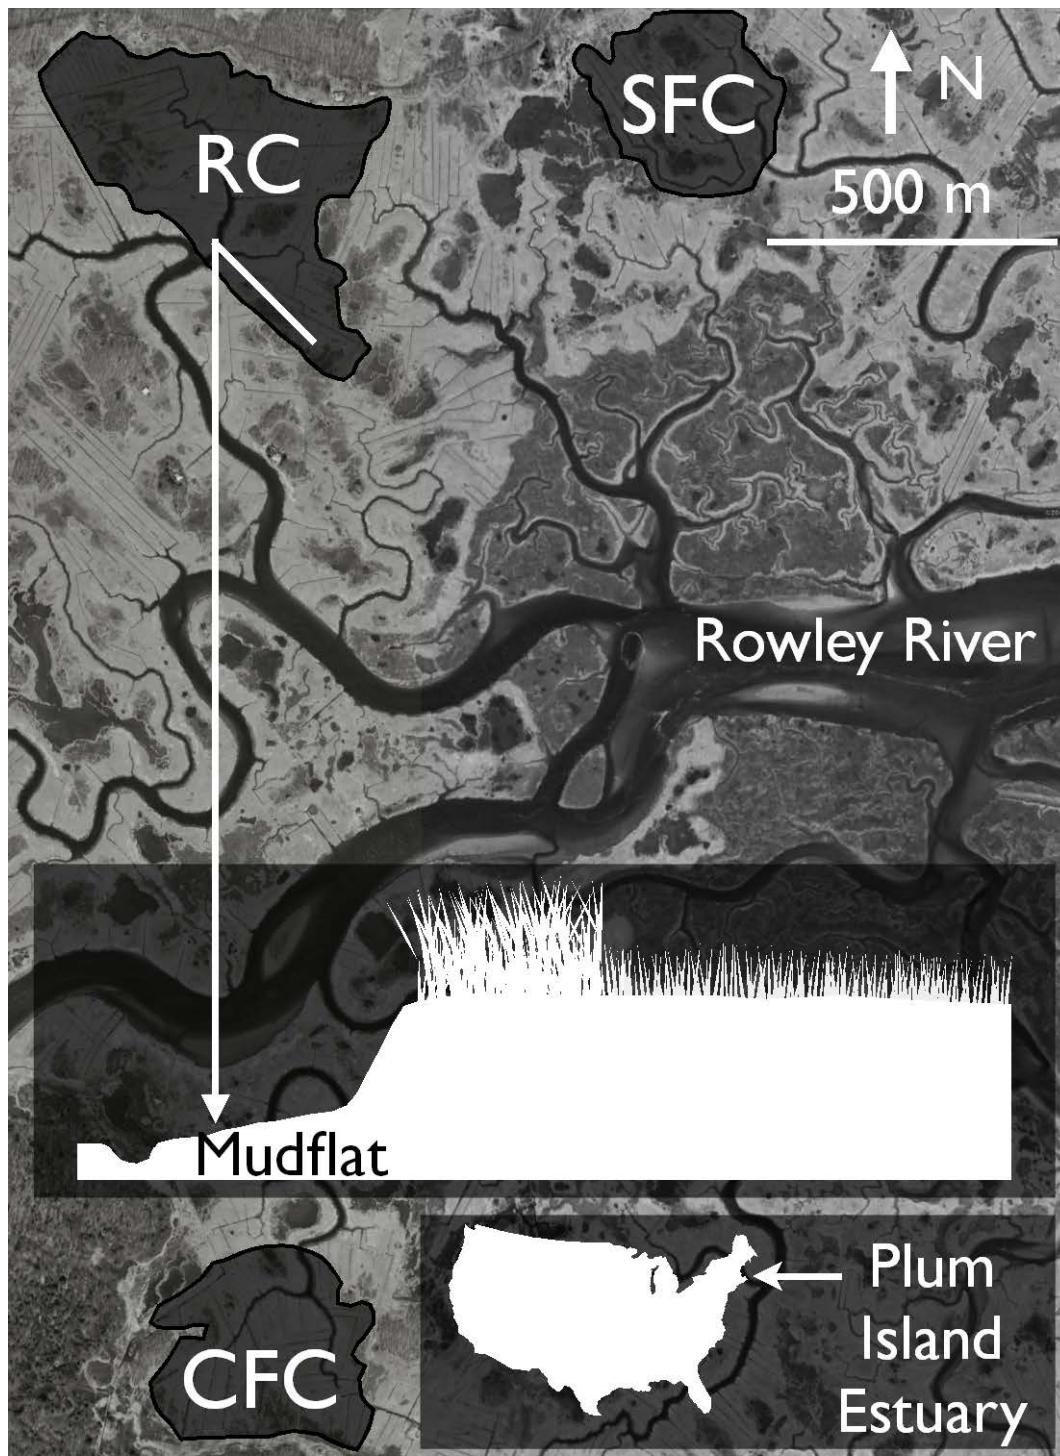 SFC
N
RC
500 m
Rowley River
Mudflat
Plum
Island
Estuary
CFC